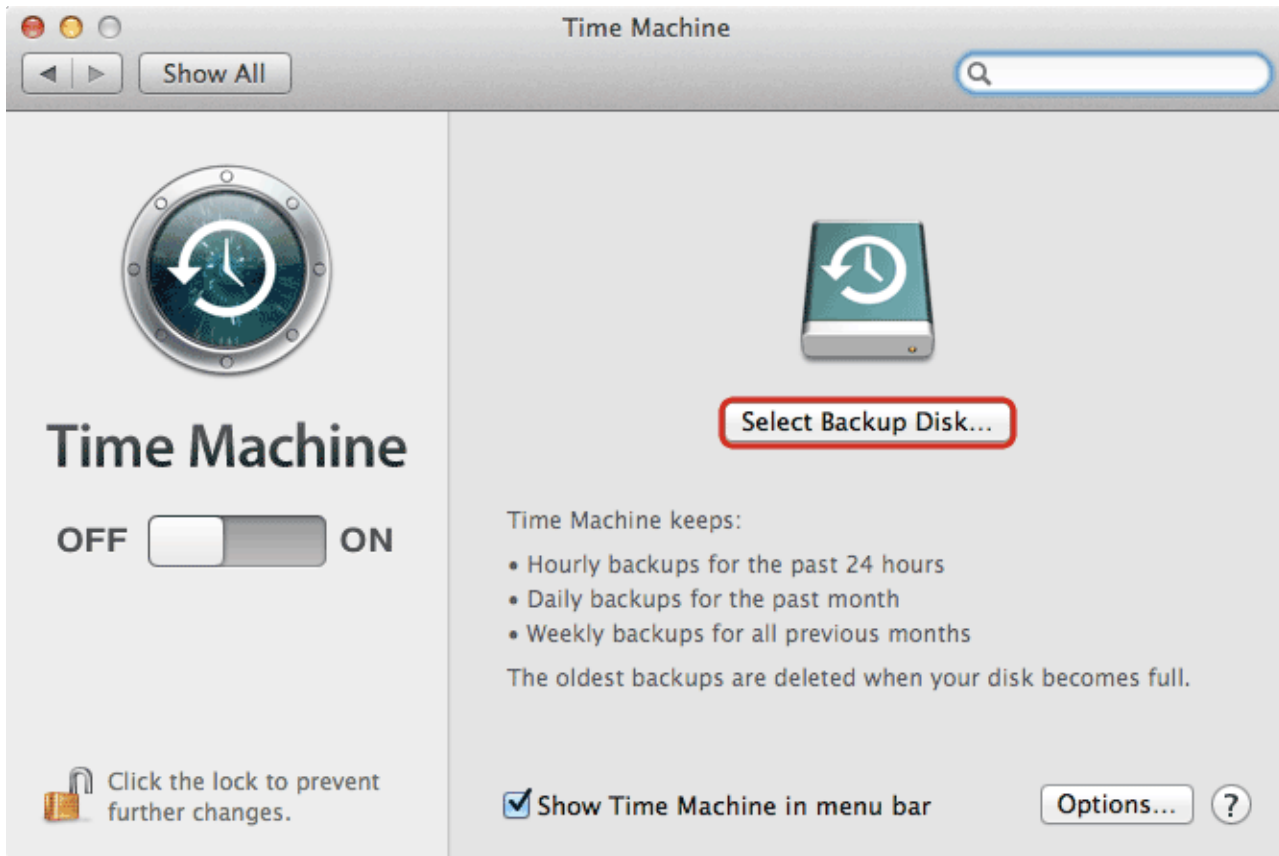 Time Machine
Show All
Time Machine
OFF ON
Select Backup Disk...
Time Machine keeps:
• Hourly backups for the past 24 hours
• Daily backups for the past month
• Weekly backups for all previous months
The oldest backups are deleted when your disk becomes full.
Click the lock to prevent
further changes.
Show Time Machine in menu bar
Options... ?